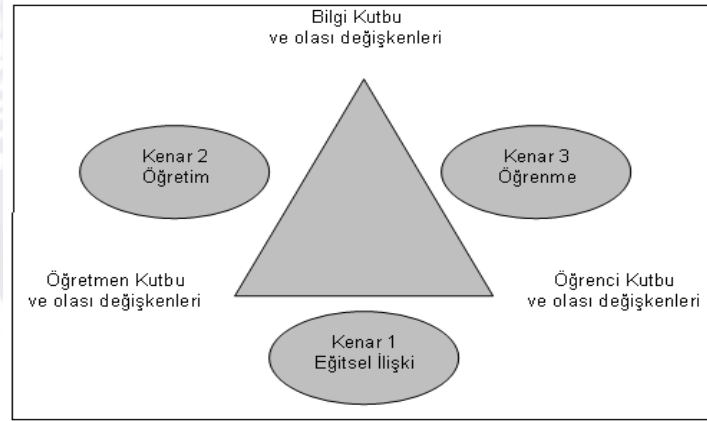 Bilgi Kutbu
ve olası değişkenleri
Kenar 2
Öğretim
Kenar 3
Öğrenme
Öğretmen Kutbu
ve olası değişkenleri
Öğrenci Kutbu
ve olası değişkenleri
Kenar 1
Eğitsel İlişki